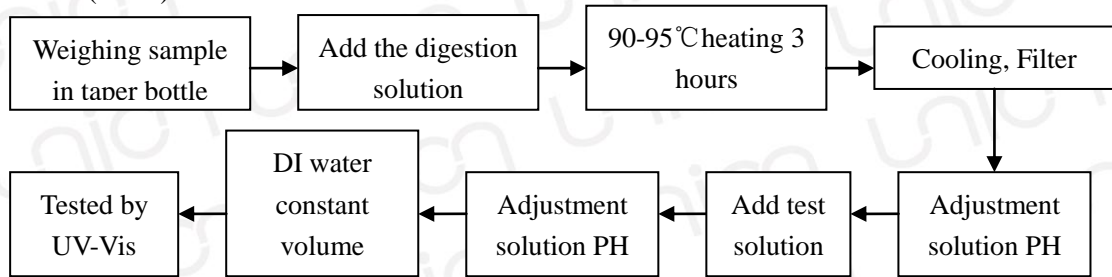 Weighing sample
in taper bottle
Add the digestion
solution
90-95℃heating 3
hours
Cooling, Filter
Adjustment
solution PH
Add test
solution
Adjustment
solution PH
DI water
constant
volume
Tested by
UV-Vis